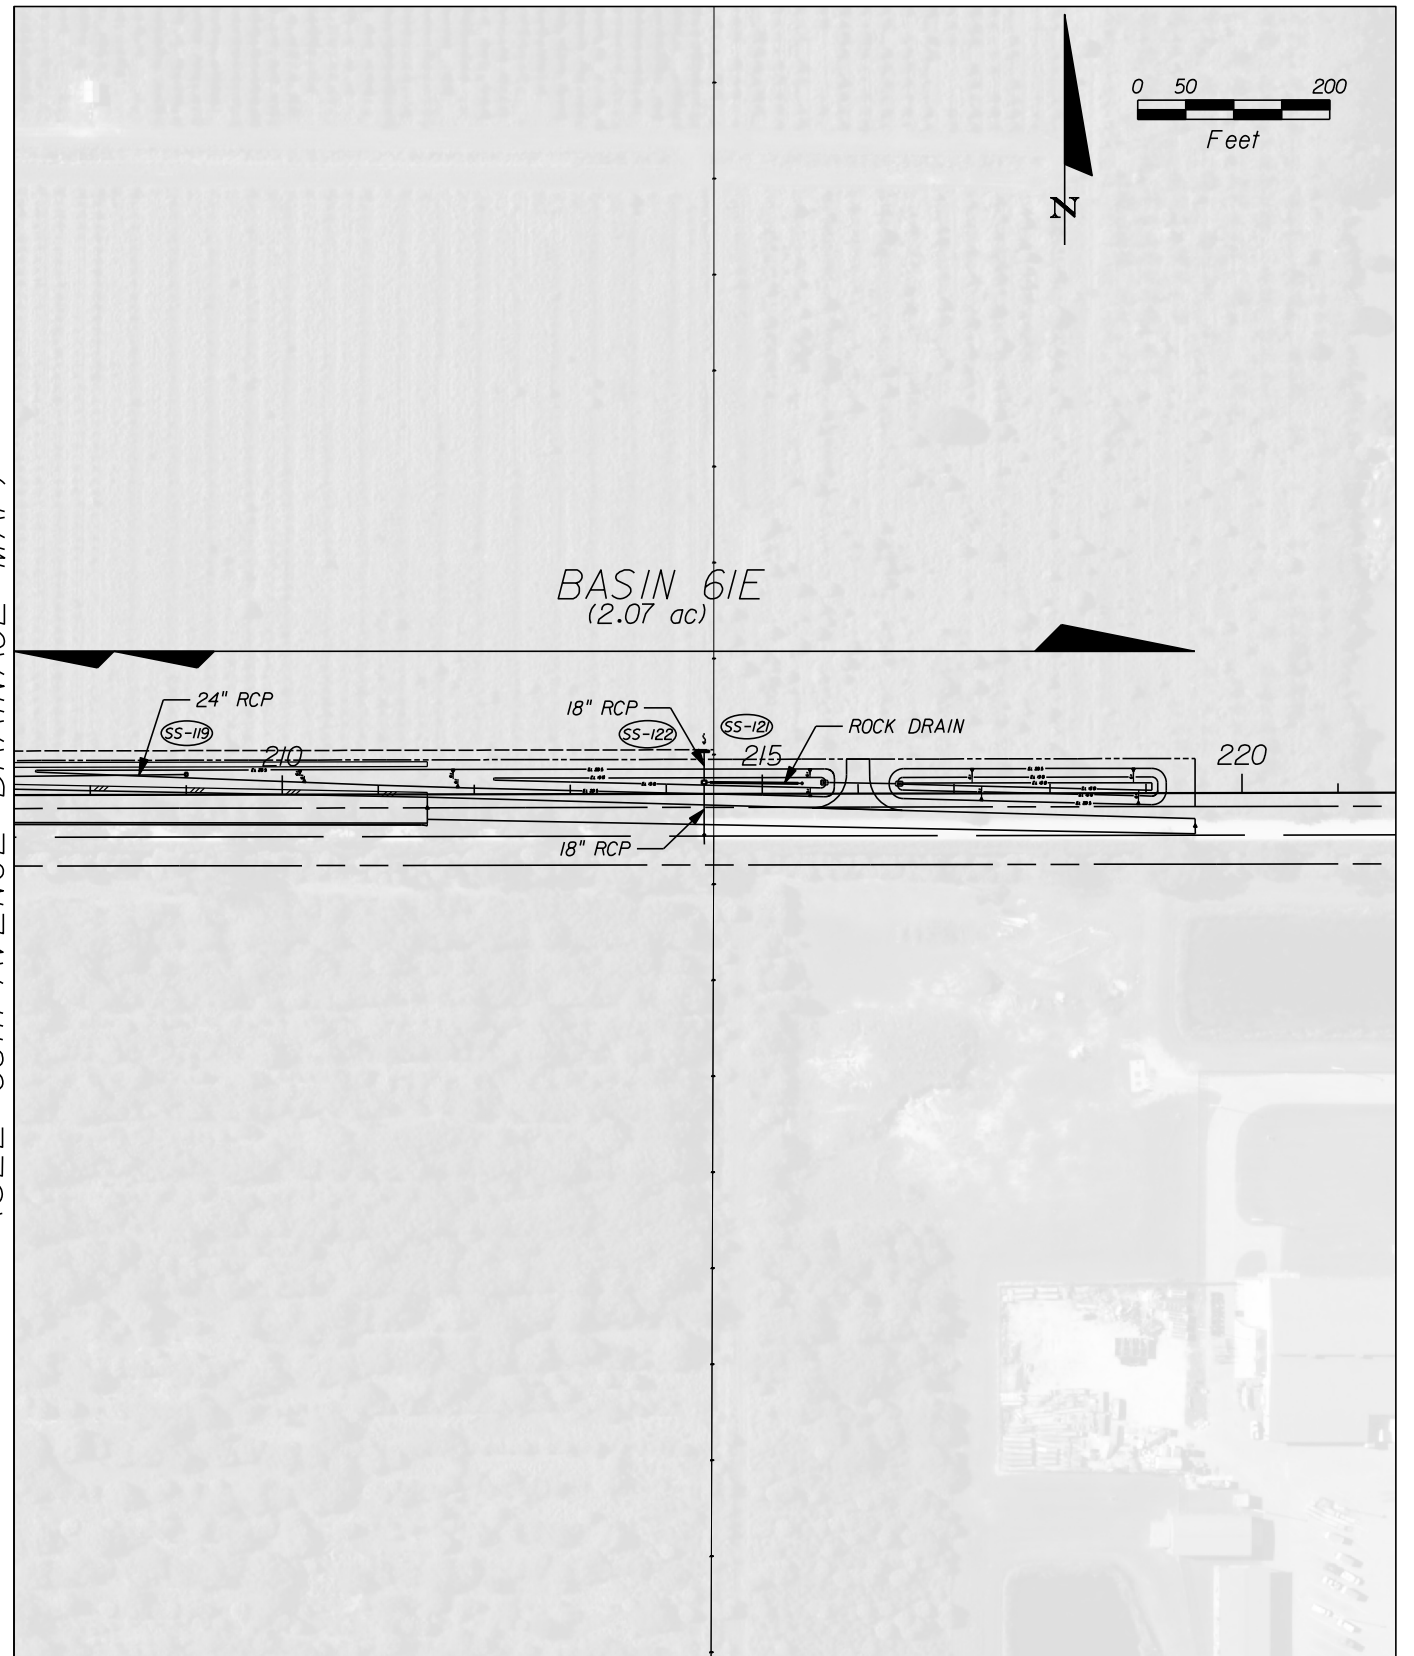 0 50 200
Feet
N
BASIN 61E
(2.07 ac)
24" RCP
18" RCP
SS-119
SS-122
SS-121
ROCK DRAIN
210
215
220
18" RCP